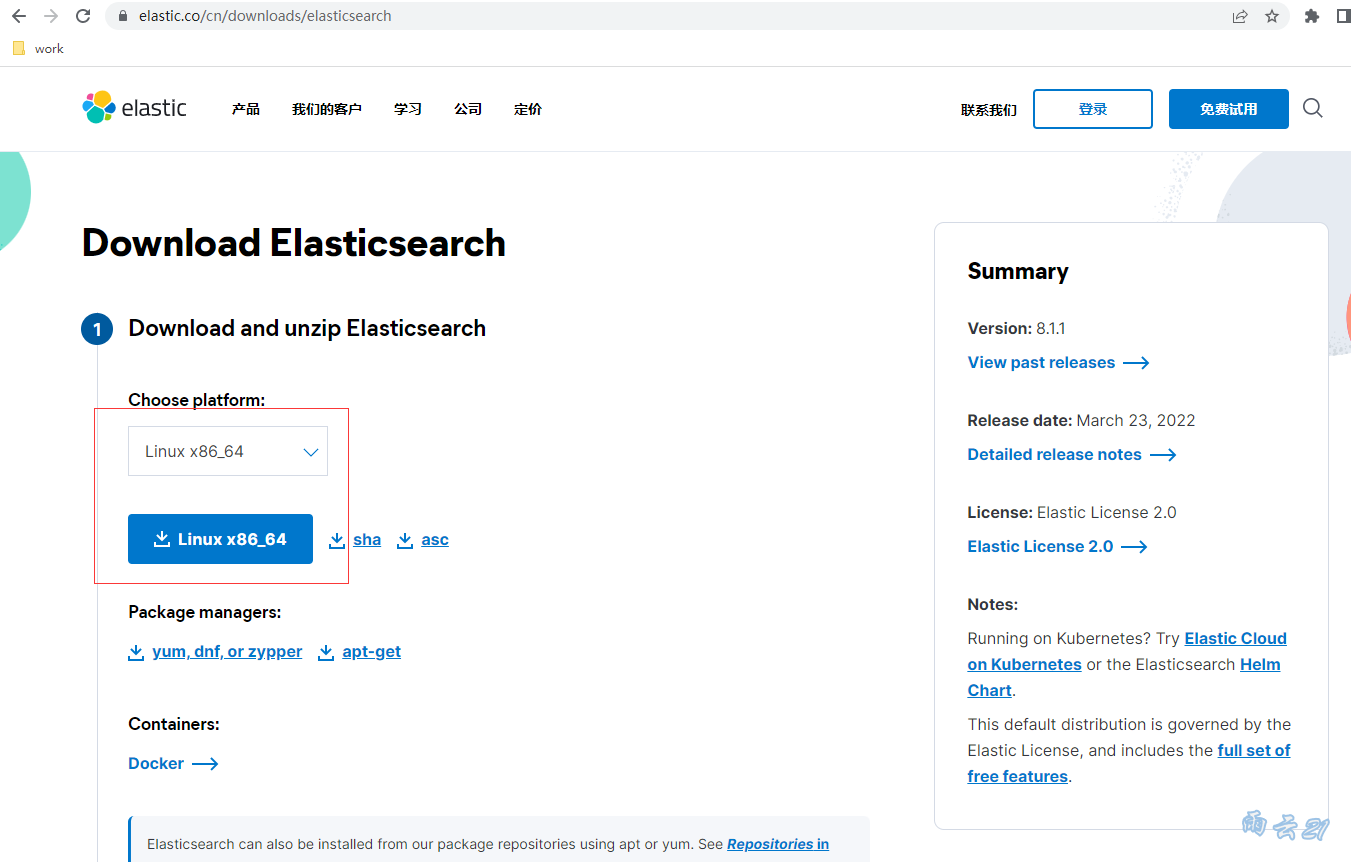 elastic.co/cn/downloads/elasticsearch
work
elastic 产品 我们的客户 学习 公司 定价 联系我们 登录 免费试用
Download Elasticsearch
1 Download and unzip Elasticsearch
Choose platform:
Linux x86_64
Linux x86_64 sha asc
Package managers:
yum, dnf, or zypper apt-get
Containers:
Docker
Elasticsearch can also be installed from our package repositories using apt or yum. See Repositories in
Summary
Version: 8.1.1
View past releases
Release date: March 23, 2022
Detailed release notes
License: Elastic License 2.0
Elastic License 2.0
Notes:
Running on Kubernetes? Try Elastic Cloud
on Kubernetes or the Elasticsearch Helm
Chart.
This default distribution is governed by the
Elastic License, and includes the full set of
free features.
雨云21